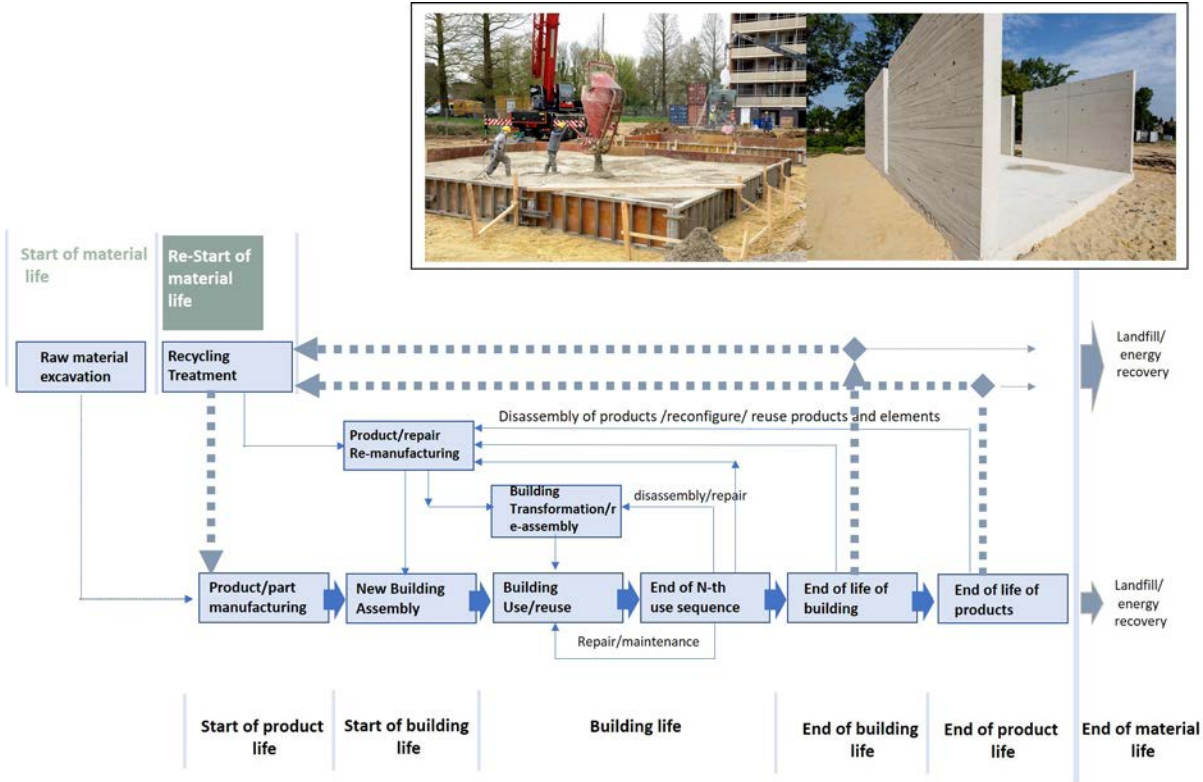 Start of material
life
Re-Start of
material
life
Raw material
excavation
Recycling
Treatment
Landfill/
energy
recovery
Disassembly of products /reconfigure/ reuse products and elements
Product/repair
Re-manufacturing
Building
Transformation/r
e-assembly
disassembly/repair
Product/part
manufacturing
New Building
Assembly
Building
Use/reuse
End of N-th
use sequence
End of life of
building
End of life of
products
Landfill/
energy
recovery
Repair/maintenance
Start of product
life
Start of building
life
Building life
End of building
life
End of product
life
End of material
life